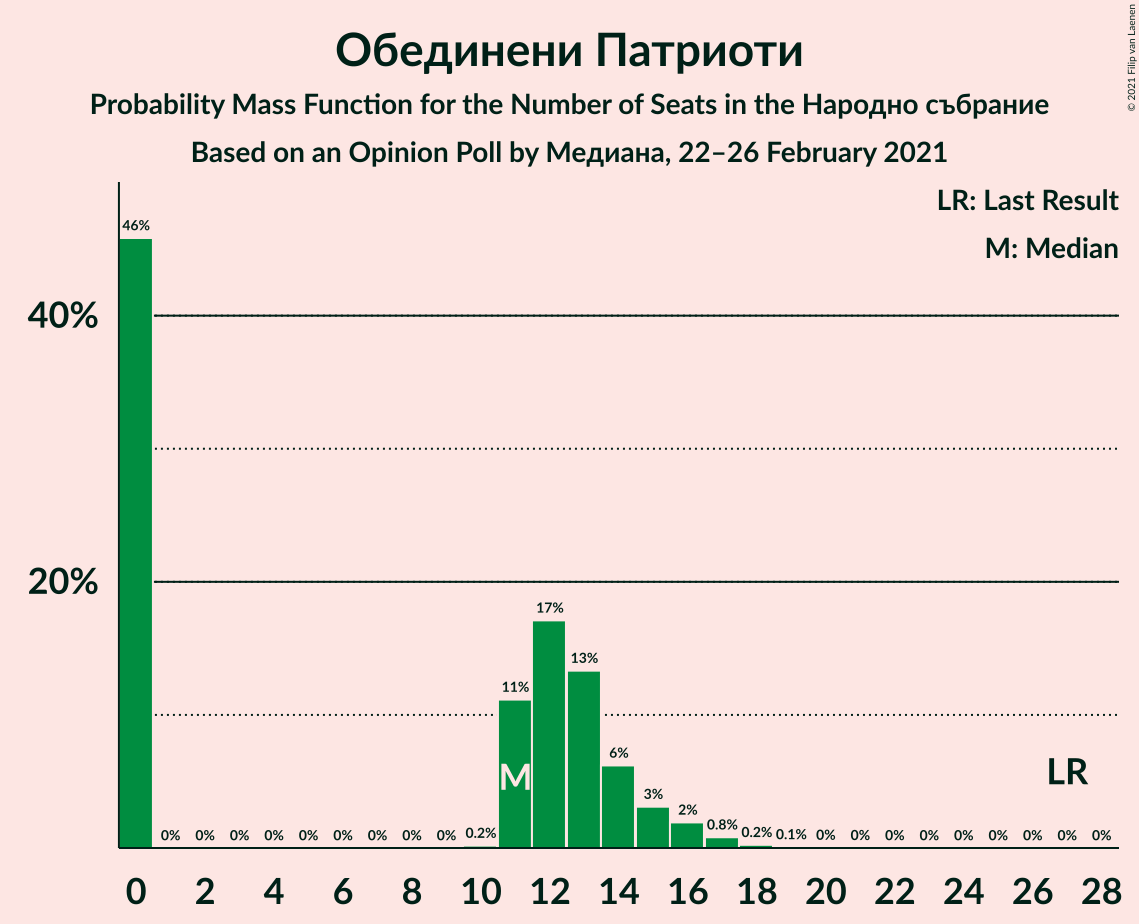 Обединени Патриоти
Probability Mass Function for the Number of Seats in the Народно събрание
Based on an Opinion Poll by Медиана, 22–26 February 2021
© 2021 Filip van Laenen
LR: Last Result
M: Median
46%
40%
20%
17%
13%
11%
6%
3%
2%
0% 0% 0% 0% 0% 0% 0% 0% 0% 0.2% 0.8% 0.2% 0.1% 0% 0% 0% 0% 0% 0% 0% 0% 0%
M
LR
0 2 4 6 8 10 12 14 16 18 20 22 24 26 28